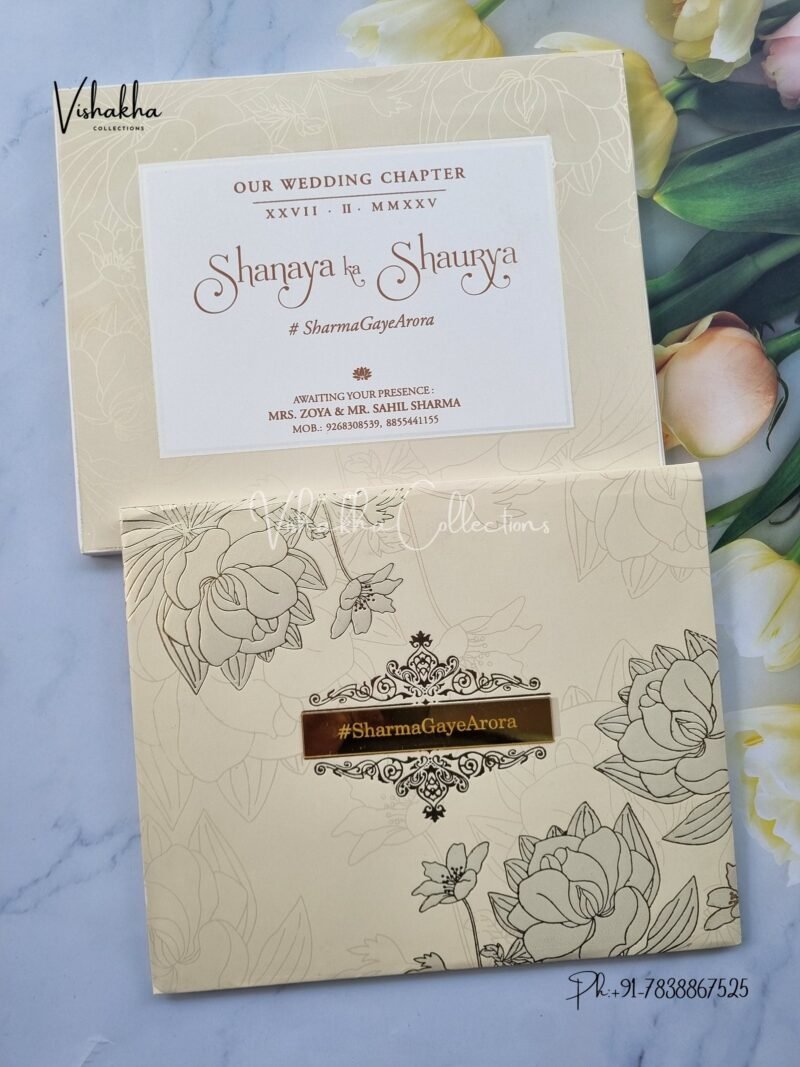 Vishakha
COLLECTIONS
OUR WEDDING CHAPTER
XXVII · II · MMXXV
Shanaya ka Shaurya
# SharmaGayeArora
AWAITING YOUR PRESENCE :
MRS. ZOYA & MR. SAHIL SHARMA
MOB.: 9268308539, 8855441155
Vishakha Collections
#SharmaGayeArora
Ph:+91-7838867525